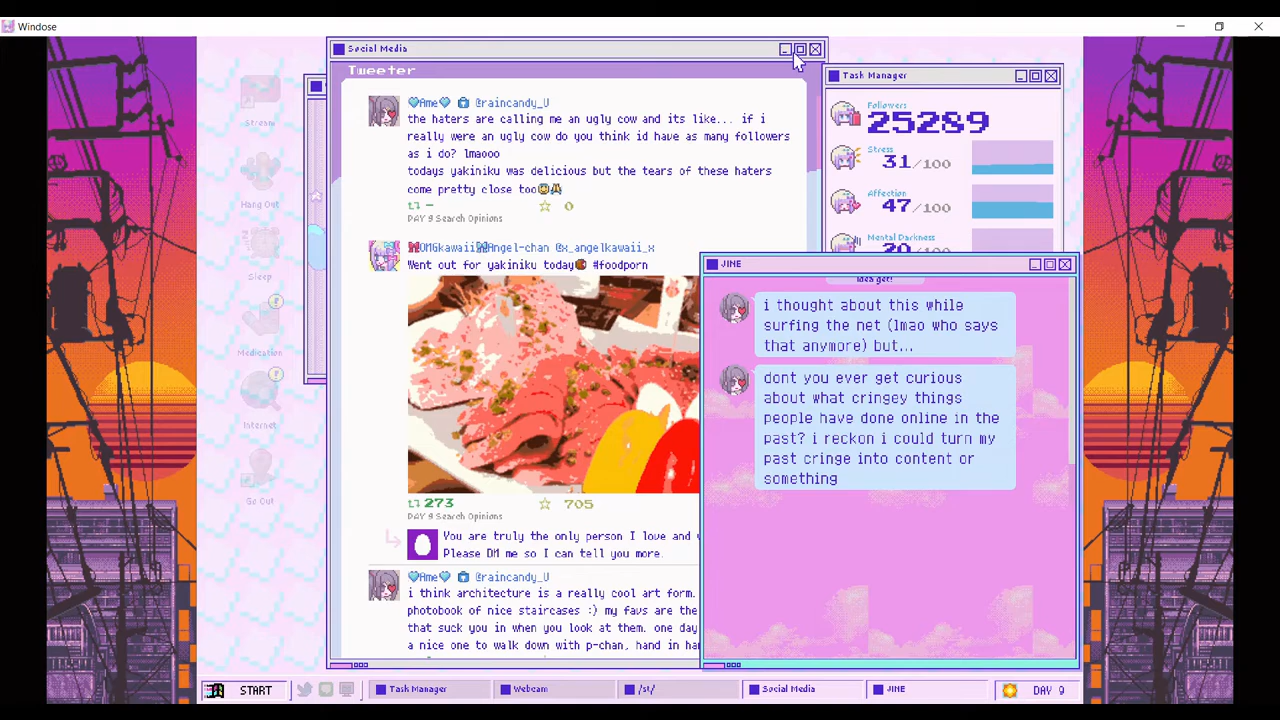 Windose
Social Media
Tweeter
Ame @raincandy_U
the haters are calling me an ugly cow and its like... if i
really were an ugly cow do you think id have as many followers
as i do? lmaooo
todays yakiniku was delicious but the tears of these haters
come pretty close too
0
DAY 9 Search Opinions
OMGkawaii Angel-chan @x_angelkawaii_x
Went out for yakiniku today #foodporn
273 705
DAY 9 Search Opinions
You are truly the only person I love and
Please DM me so I can tell you more.
Ame @raincandy_U
i think architecture is a really cool art form.
photobook of nice staircases :) my favs are the
that suck you in when you look at them. one day
a nice one to walk down with p-chan, hand in
Task Manager
Followers
25289
Stress
31/100
Affection
47/100
Mental Darkness
JINE
Idea get!
i thought about this while
surfing the net (lmao who says
that anymore) but...
dont you ever get curious
about what cringey things
people have done online in the
past? i reckon i could turn my
past cringe into content or
something
Stream
Hang Out
Sleep
Medication
Internet
Go Out
START
Task Manager
Webcam
/st/
Social Media
JINE
DAY 9